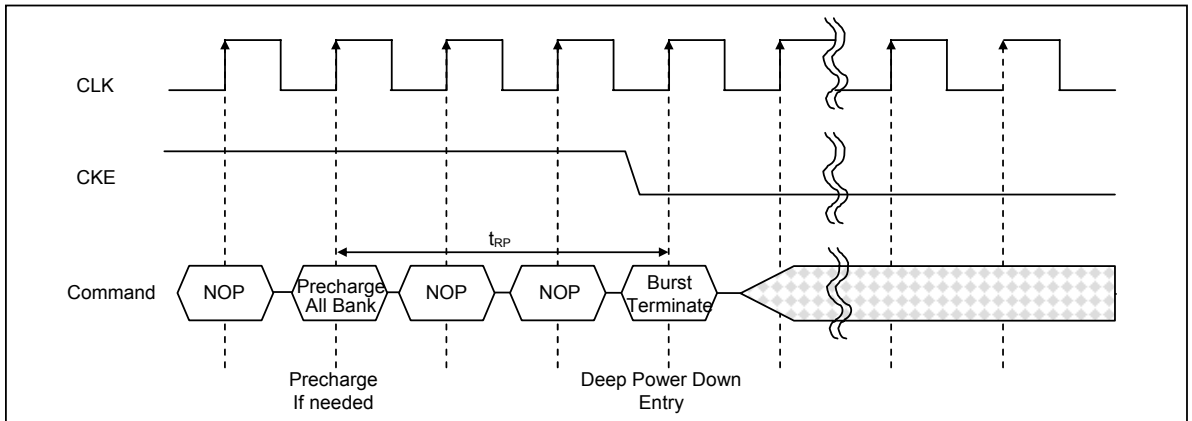 CLK
CKE
tRP
Command
NOP
Precharge
All Bank
NOP
NOP
Burst
Terminate
Precharge
If needed
Deep Power Down
Entry